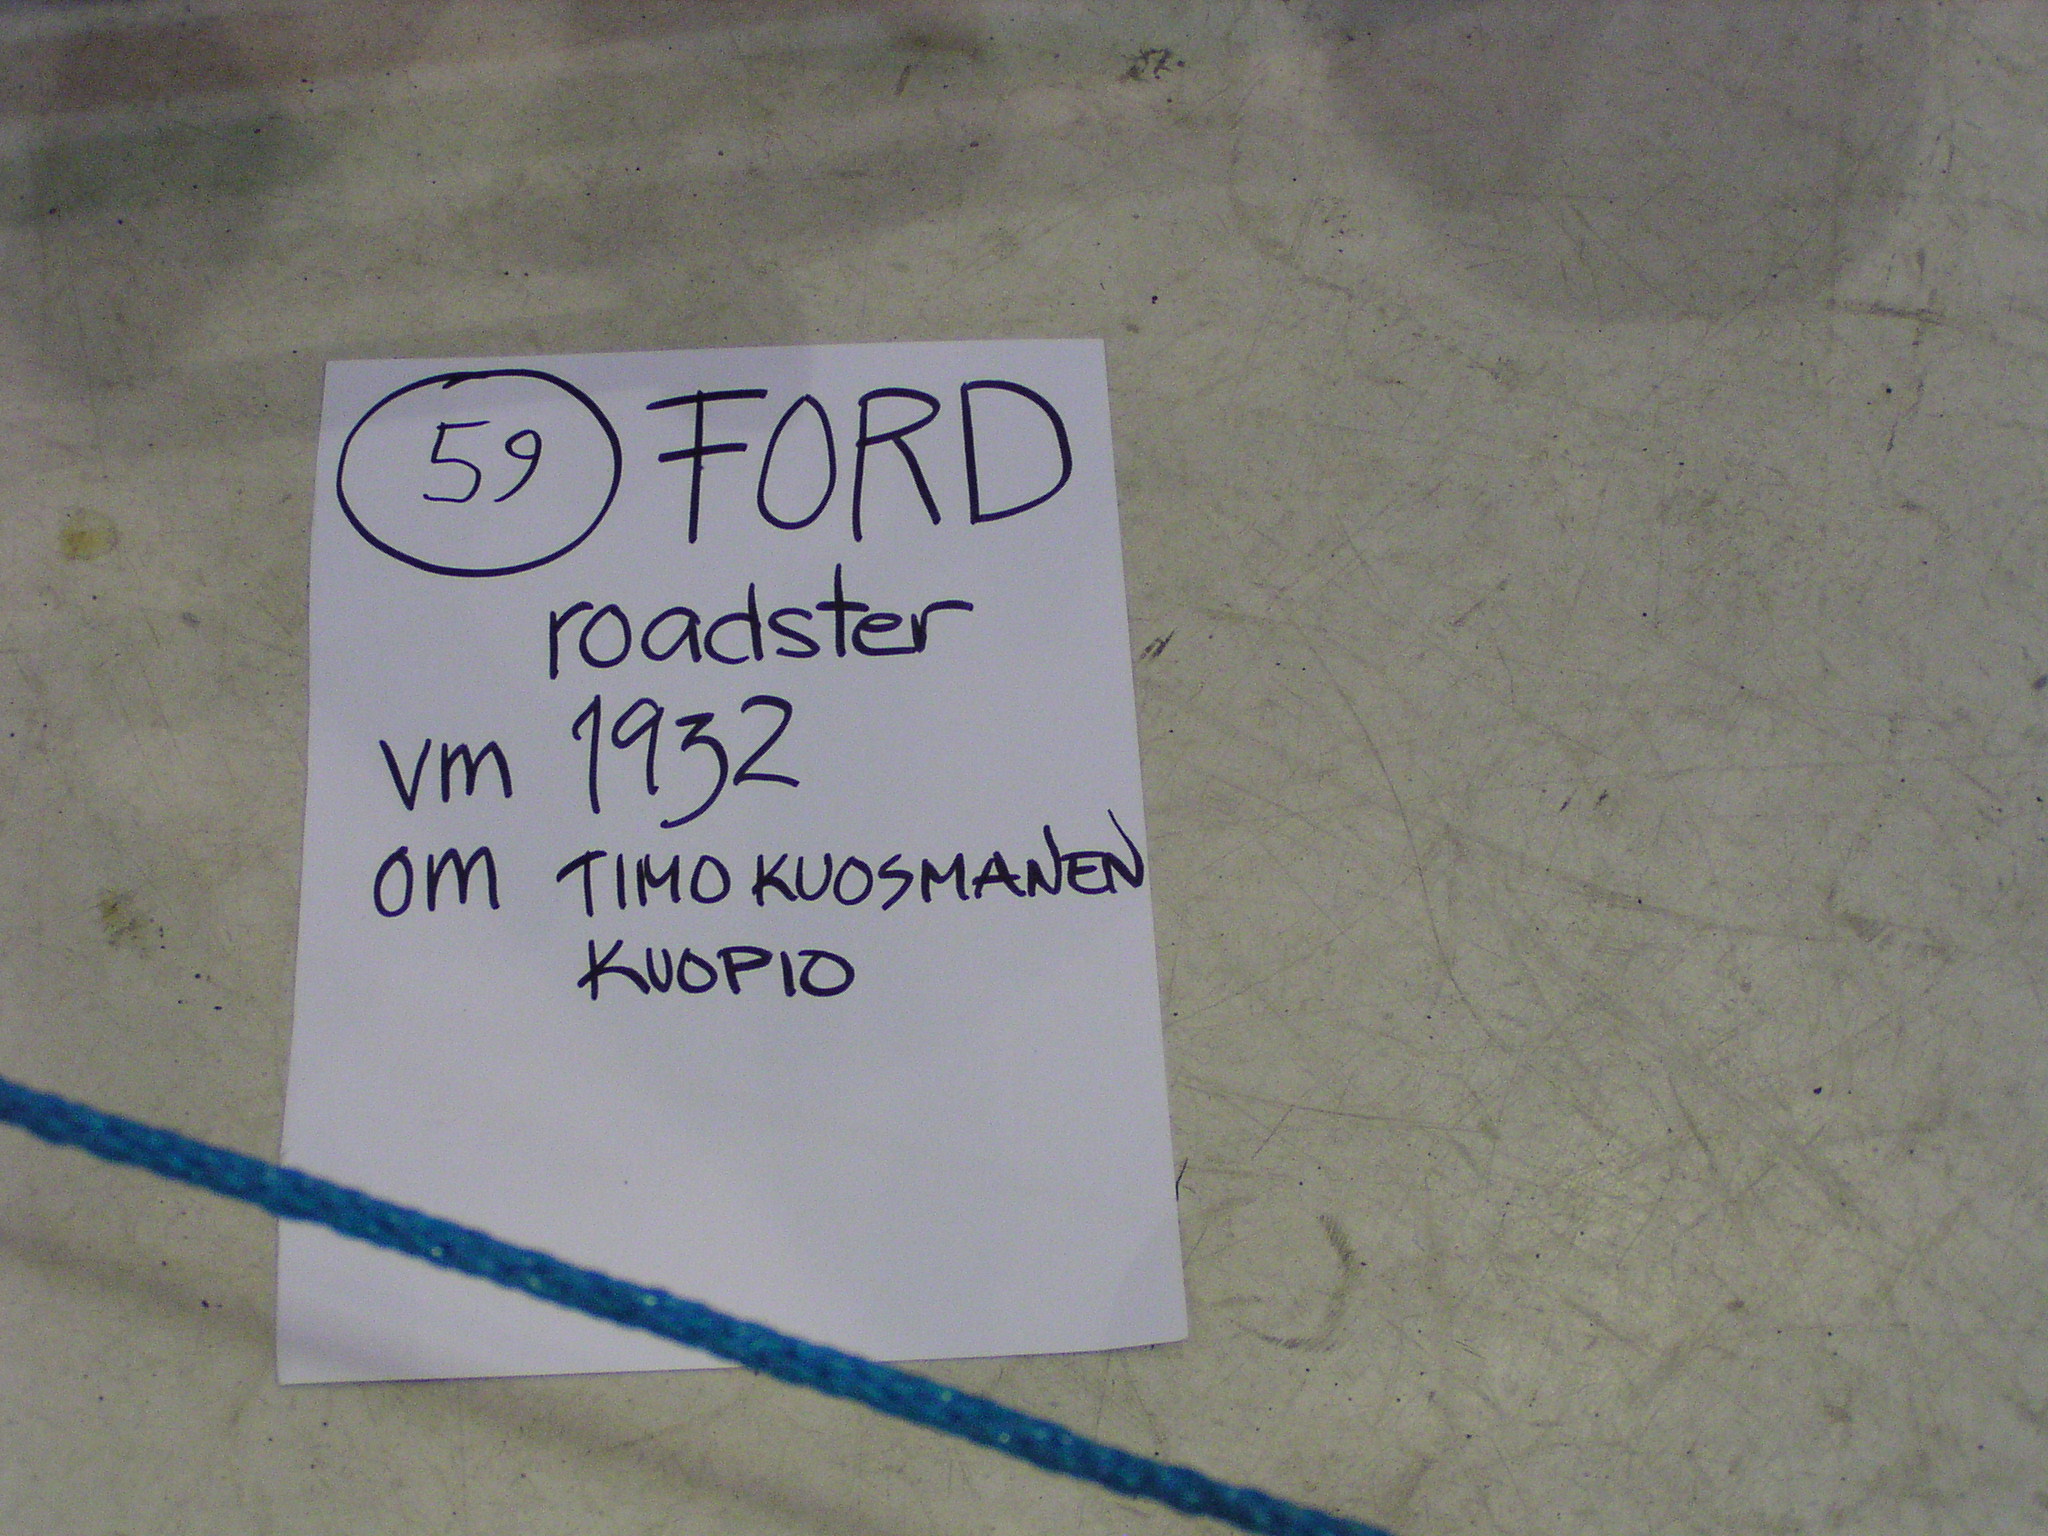 59 FORD
roadster
vm 1932
om TIMO KUOSMANEN
KUOPIO